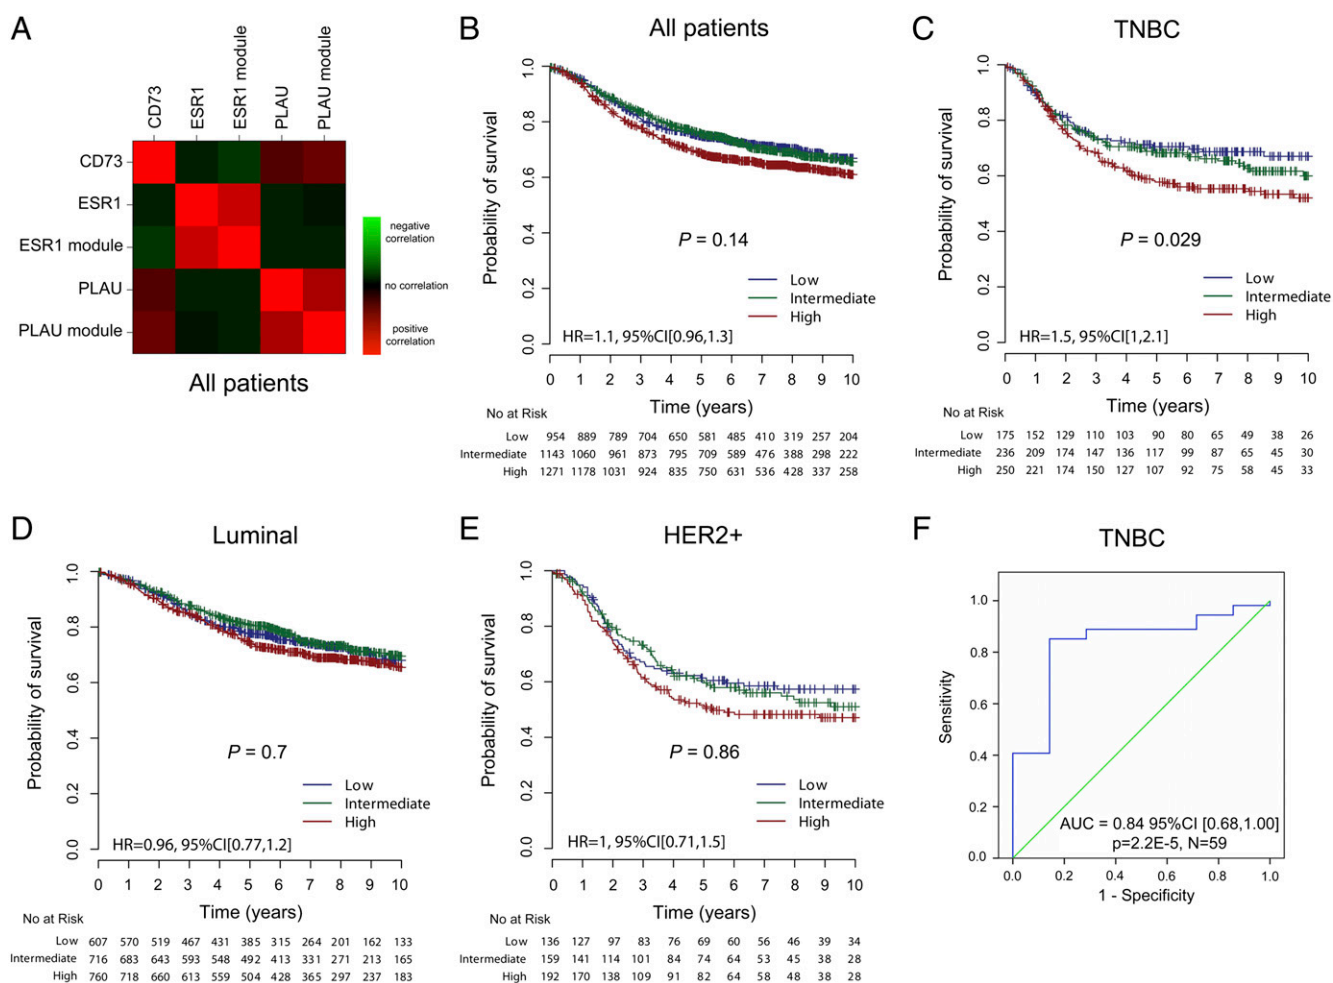 A
CD73
ESR1
ESR1 module
PLAU
PLAU module
CD73
ESR1
ESR1 module
PLAU
PLAU module
negative
correlation
no correlation
positive
correlation
All patients
B
All patients
Probability of survival
1.0
0.8
0.6
0.4
0.2
0.0
P = 0.14
Low
Intermediate
High
HR=1.1, 95%CI[0.96,1.3]
0 1 2 3 4 5 6 7 8 9 10
Time (years)
No at Risk
Low 954 889 789 704 650 581 485 410 319 257 204
Intermediate 1143 1060 961 873 795 709 589 476 388 298 222
High 1271 1178 1031 924 835 750 631 536 428 337 258
C
TNBC
Probability of survival
1.0
0.8
0.6
0.4
0.2
0.0
P = 0.029
Low
Intermediate
High
HR=1.5, 95%CI[1,2.1]
0 1 2 3 4 5 6 7 8 9 10
Time (years)
No at Risk
Low 175 152 129 110 103 90 80 65 49 38 26
Intermediate 236 209 174 147 136 117 99 87 65 45 30
High 250 221 174 150 127 107 92 75 58 45 33
D
Luminal
Probability of survival
1.0
0.8
0.6
0.4
0.2
0.0
P = 0.7
Low
Intermediate
High
HR=0.96, 95%CI[0.77,1.2]
0 1 2 3 4 5 6 7 8 9 10
Time (years)
No at Risk
Low 607 570 519 467 431 385 315 264 201 162 133
Intermediate 716 683 643 593 548 492 413 331 271 213 165
High 760 718 660 613 559 504 428 365 297 237 183
E
HER2+
Probability of survival
1.0
0.8
0.6
0.4
0.2
0.0
P = 0.86
Low
Intermediate
High
HR=1, 95%CI[0.71,1.5]
0 1 2 3 4 5 6 7 8 9 10
Time (years)
No at Risk
Low 136 127 97 83 76 69 60 56 46 39 34
Intermediate 159 141 114 101 84 74 64 53 45 38 28
High 192 170 138 109 91 82 64 58 48 38 28
F
TNBC
Sensitivity
1.0
0.8
0.6
0.4
0.2
0.0
AUC = 0.84 95%CI [0.68,1.00]
p=2.2E-5, N=59
0.0 0.2 0.4 0.6 0.8 1.0
1 - Specificity